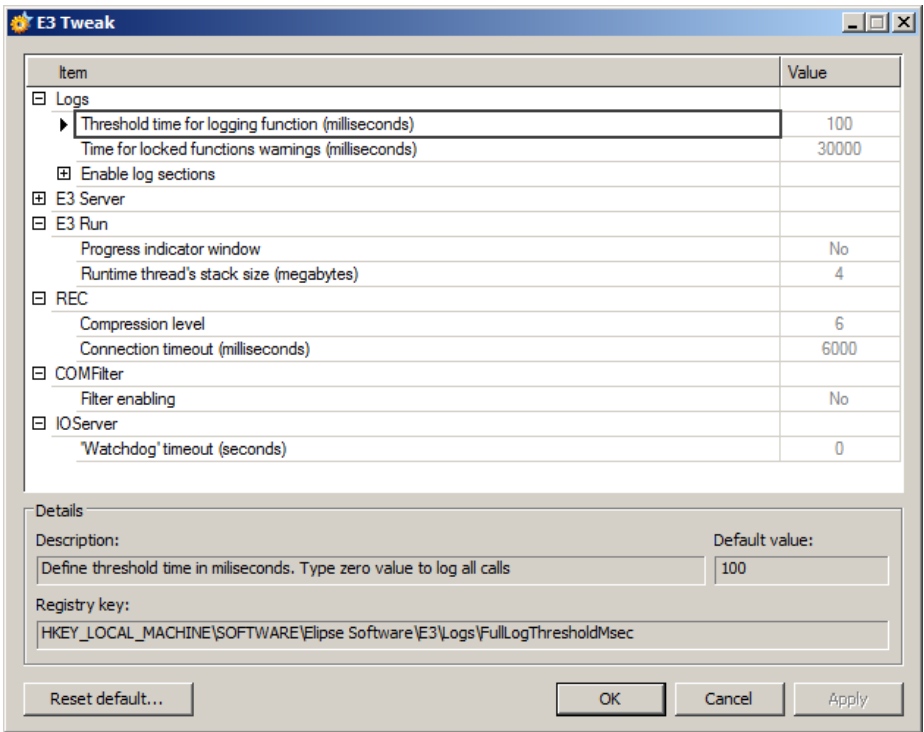 E3 Tweak
Item Value
Logs
Threshold time for logging function (milliseconds) 100
Time for locked functions warnings (milliseconds) 30000
Enable log sections
E3 Server
E3 Run
Progress indicator window No
Runtime thread's stack size (megabytes) 4
REC
Compression level 6
Connection timeout (milliseconds) 6000
COMFilter
Filter enabling No
IOServer
'Watchdog' timeout (seconds) 0
Details
Description: Default value:
Define threshold time in miliseconds. Type zero value to log all calls 100
Registry key:
HKEY_LOCAL_MACHINE\SOFTWARE\Elipse Software\E3\Logs\FullLogThresholdMsec
Reset default... OK Cancel Apply